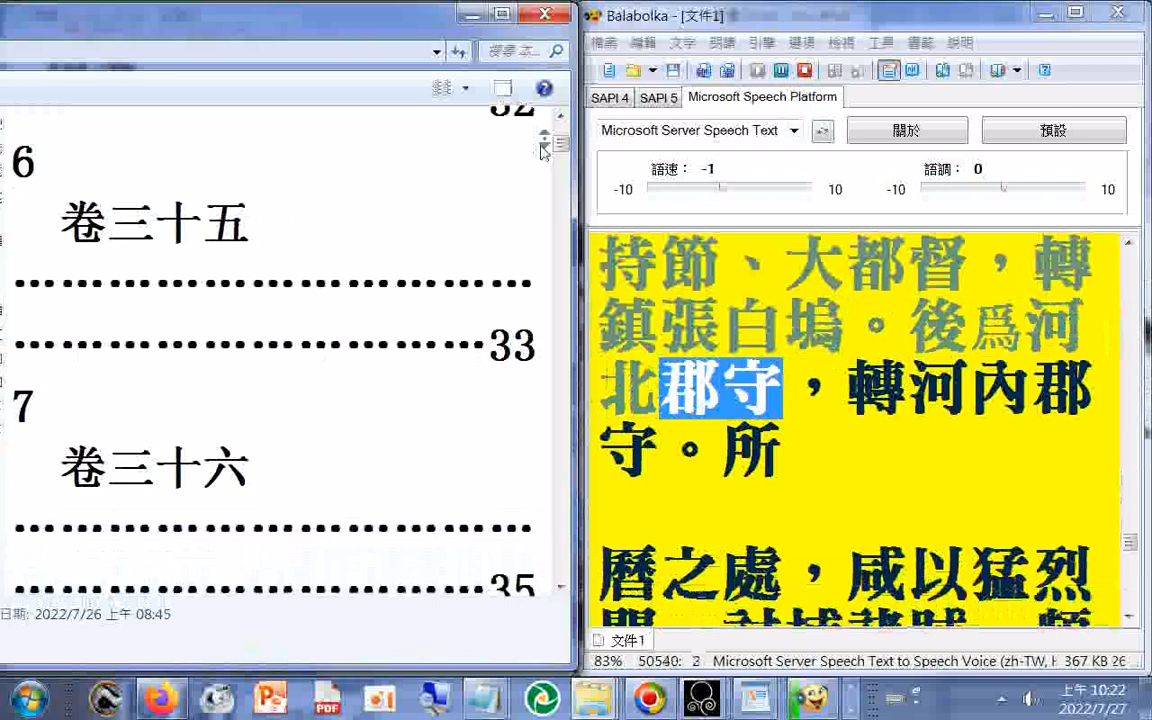 搜尋 本...
32
6
卷三十五
33
7
卷三十六
35
日期: 2022/7/26 上午 08:45
Balabolka - [文件1]
檔案 編輯 文字 朗讀 引擎 選項 檢視 工具 書籤 說明
SAPI 4 SAPI 5 Microsoft Speech Platform
Microsoft Server Speech Text
關於
預設
語速： -1
語調： 0
-10 10 -10 10
持節、大都督，轉
鎮張白塢。後爲河
北郡守，轉河內郡
守。所
曆之處，咸以猛烈
文件1
83% 50540: 2 Microsoft Server Speech Text to Speech Voice (zh-TW, H 367 KB 26
PDF
上午 10:22
2022/7/27